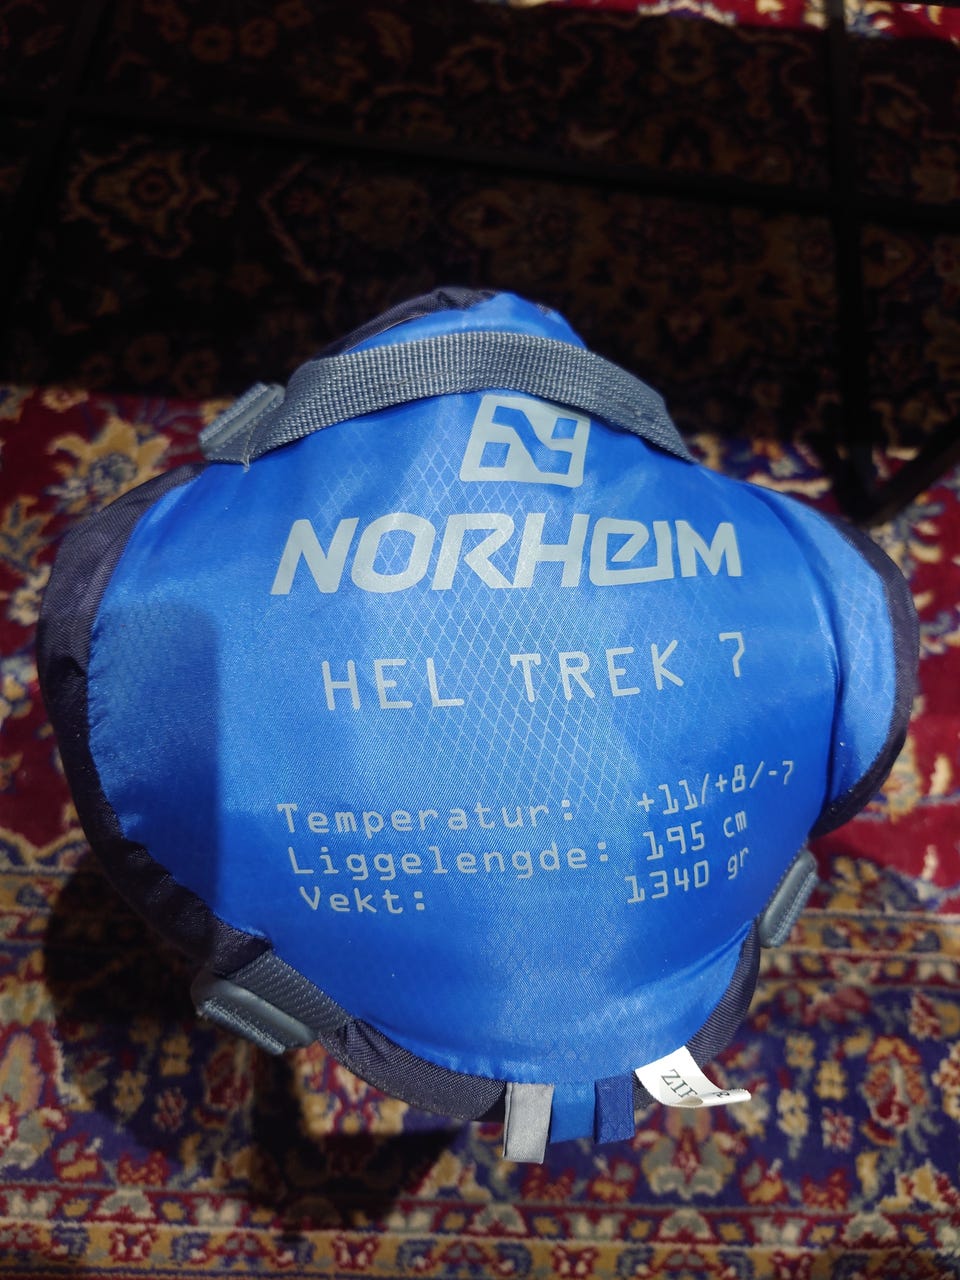 NORHEIM
HEL TREK 7
Temperatur: +11/+8/-7
Liggelengde: 195 cm
Vekt: 1340 gr